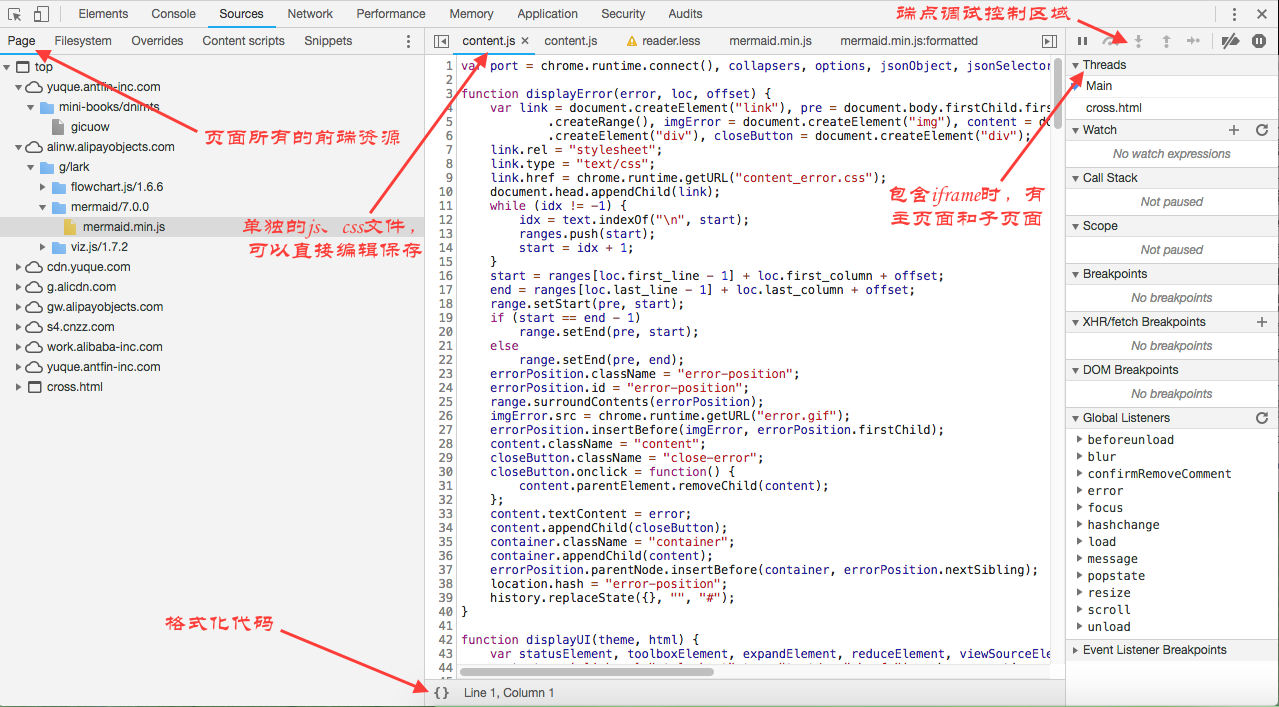 Elements Console Sources Network Performance Memory Application Security Audits
端点调试控制区域
Page Filesystem Overrides Content scripts Snippets
content.js × content.js reader.less mermaid.min.js mermaid.min.js:formatted
top
yuque.antfin-inc.com
mini-books/dnimts
gicuow
alinw.alipayobjects.com
g/lark
flowchart.js/1.6.6
mermaid/7.0.0
mermaid.min.js
viz.js/1.7.2
cdn.yuque.com
g.alicdn.com
gw.alipayobjects.com
s4.cnzz.com
work.alibaba-inc.com
yuque.antfin-inc.com
cross.html
页面所有的前端资源
单独的js、css文件,
可以直接编辑保存
格式化代码
1 var port = chrome.runtime.connect(), collapsers, options, jsonObject, jsonSelector
2
3 function displayError(error, loc, offset) {
4 var link = document.createElement("link"), pre = document.body.firstChild.firs
5 .createRange(), imgError = document.createElement("img"), content = do
6 .createElement("div"), closeButton = document.createElement("div");
7 link.rel = "stylesheet";
8 link.type = "text/css";
9 link.href = chrome.runtime.getURL("content_error.css");
10 document.head.appendChild(link);
11 while (idx != -1) {
12 idx = text.indexOf("\n", start);
13 ranges.push(start);
14 start = idx + 1;
15 }
16 start = ranges[loc.first_line - 1] + loc.first_column + offset;
17 end = ranges[loc.last_line - 1] + loc.last_column + offset;
18 range.setStart(pre, start);
19 if (start == end - 1)
20 range.setEnd(pre, start);
21 else
22 range.setEnd(pre, end);
23 errorPosition.className = "error-position";
24 errorPosition.id = "error-position";
25 range.surroundContents(errorPosition);
26 imgError.src = chrome.runtime.getURL("error.gif");
27 errorPosition.insertBefore(imgError, errorPosition.firstChild);
28 content.className = "content";
29 closeButton.className = "close-error";
30 closeButton.onclick = function() {
31 content.parentElement.removeChild(content);
32 };
33 content.textContent = error;
34 content.appendChild(closeButton);
35 container.className = "container";
36 container.appendChild(content);
37 errorPosition.parentNode.insertBefore(container, errorPosition.nextSibling);
38 location.hash = "error-position";
39 history.replaceState({}, "", "#");
40 }
41
42 function displayUI(theme, html) {
43 var statusElement, toolboxElement, expandElement, reduceElement, viewSourceEle
44
{} Line 1, Column 1
包含iframe时，有
主页面和子页面
Threads
Main
cross.html
Watch
No watch expressions
Call Stack
Not paused
Scope
Not paused
Breakpoints
No breakpoints
XHR/fetch Breakpoints
No breakpoints
DOM Breakpoints
No breakpoints
Global Listeners
beforeunload
blur
confirmRemoveComment
error
focus
hashchange
load
message
popstate
resize
scroll
unload
Event Listener Breakpoints